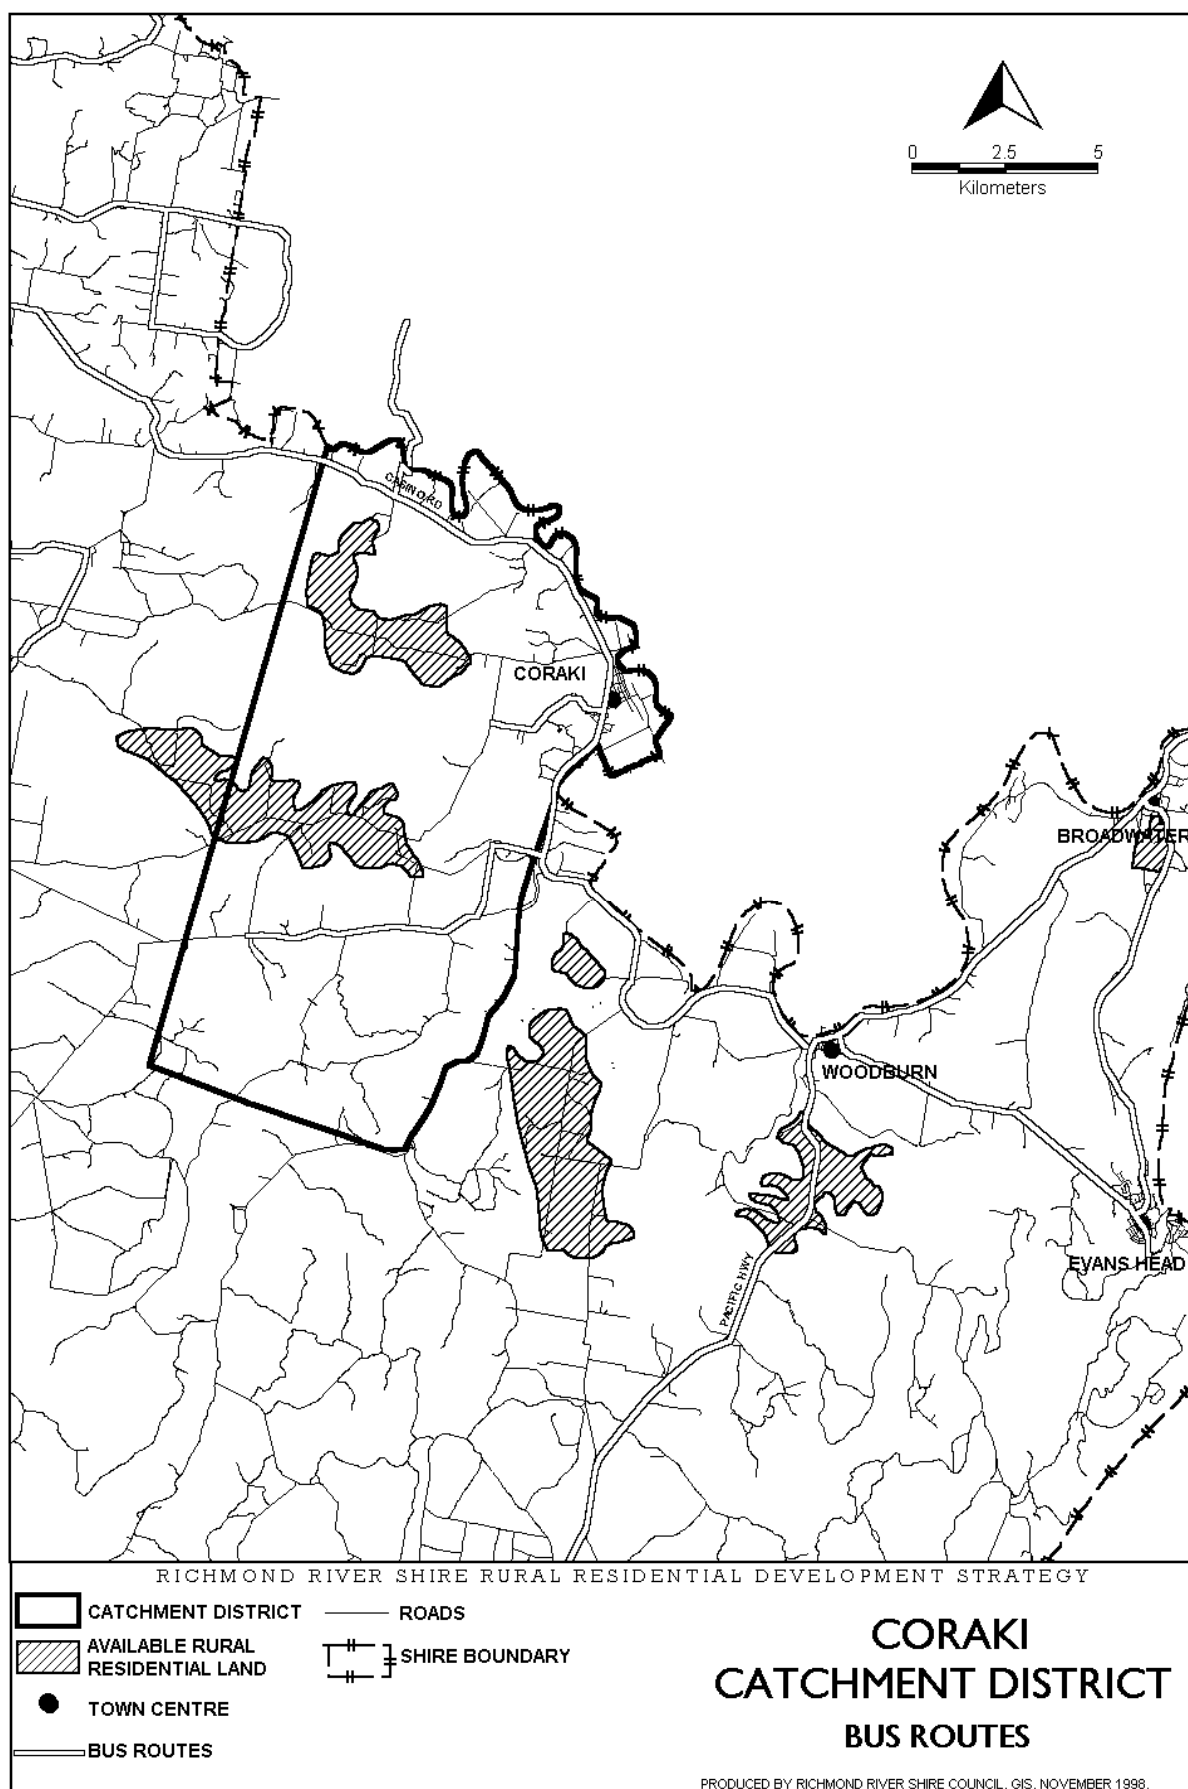 0 2.5 5
Kilometers
CASINO RD
CORAKI
BROADWATER
WOODBURN
EVANS HEAD
PACIFIC HWY
RICHMOND RIVER SHIRE RURAL RESIDENTIAL DEVELOPMENT STRATEGY
CATCHMENT DISTRICT
ROADS
AVAILABLE RURAL
RESIDENTIAL LAND
SHIRE BOUNDARY
TOWN CENTRE
BUS ROUTES
CORAKI
CATCHMENT DISTRICT
BUS ROUTES
PRODUCED BY RICHMOND RIVER SHIRE COUNCIL, GIS, NOVEMBER 1998.